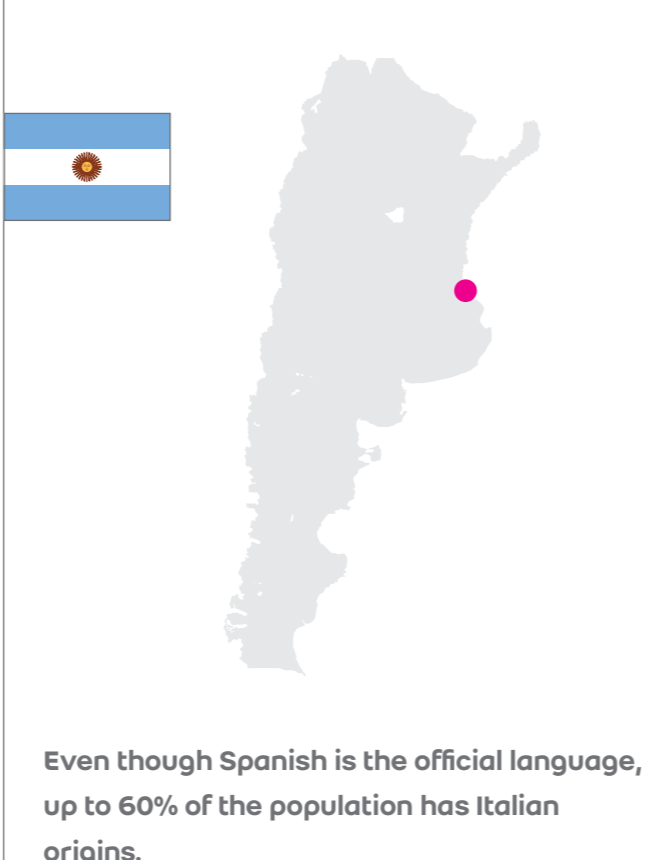 Even though Spanish is the official language,
up to 60% of the population has Italian
origins.